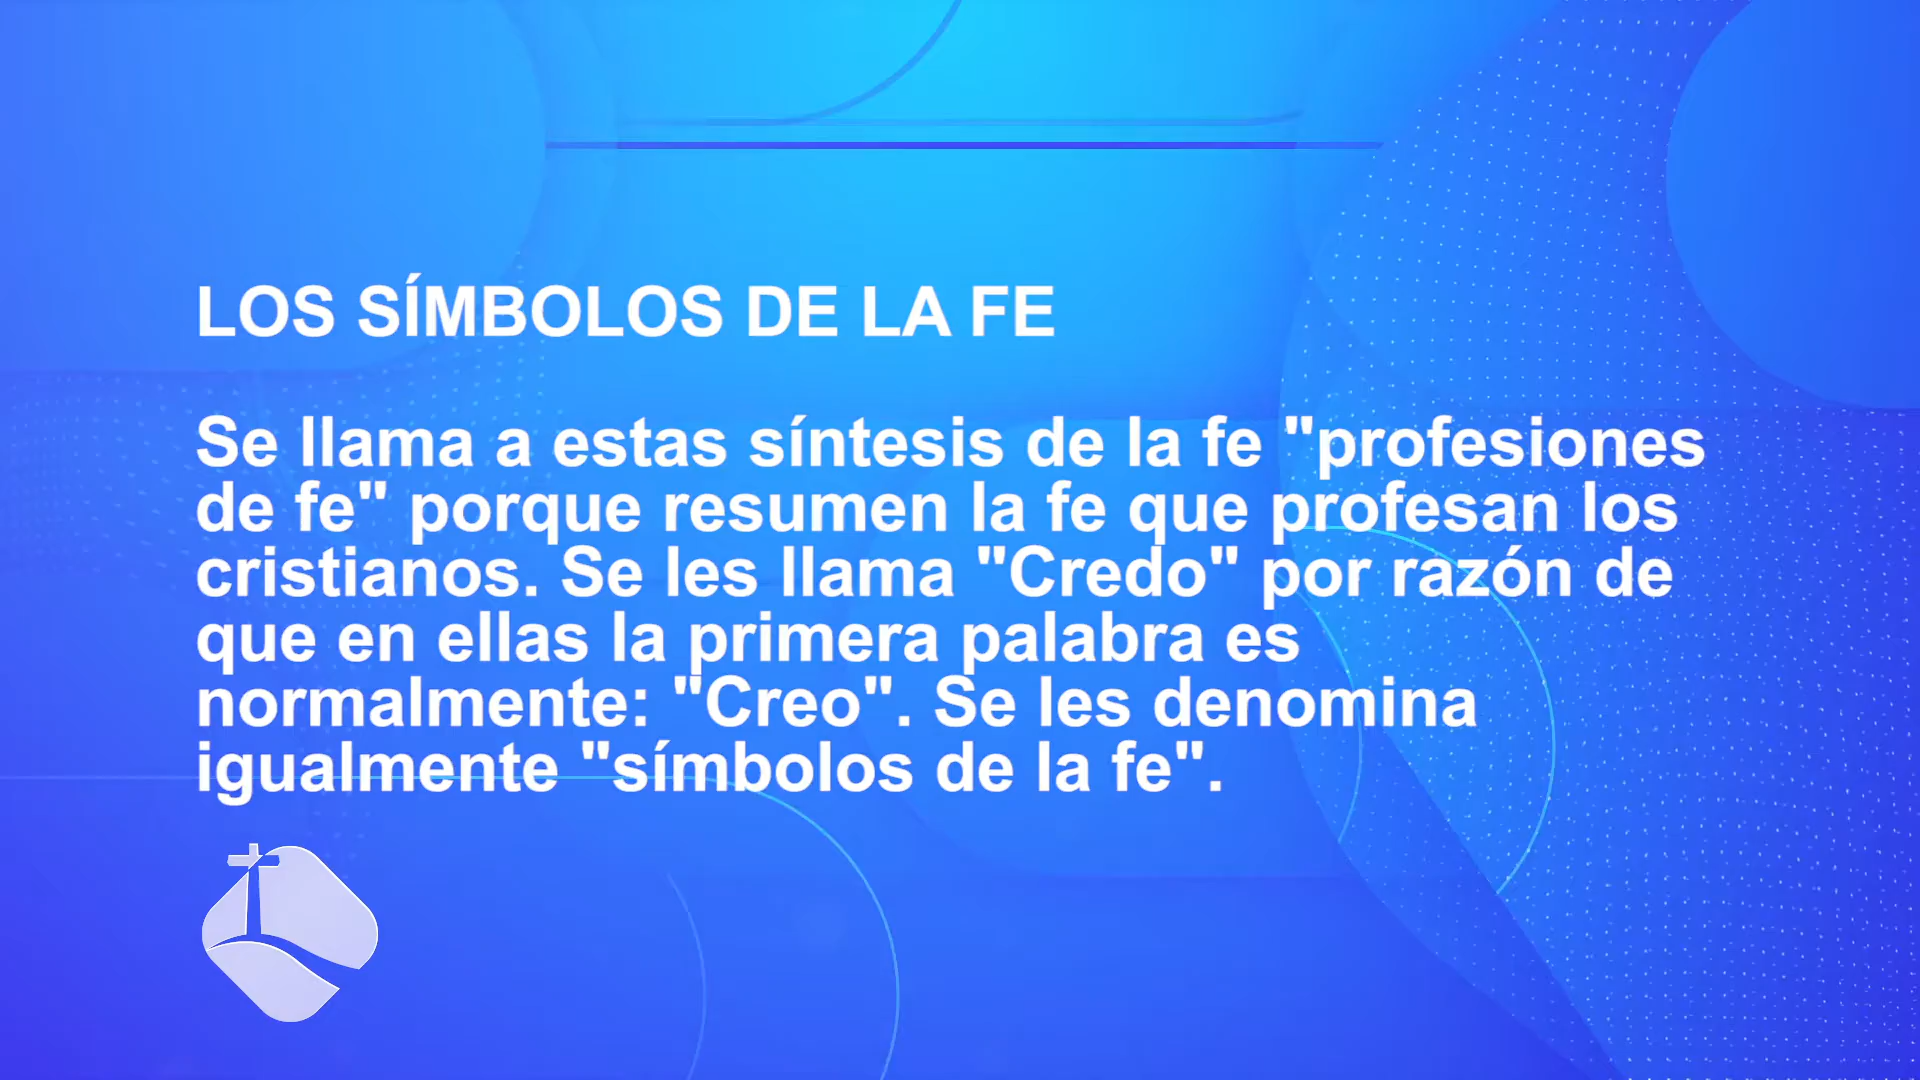 LOS SÍMBOLOS DE LA FE
Se llama a estas síntesis de la fe "profesiones
de fe" porque resumen la fe que profesan los
cristianos. Se les llama "Credo" por razón de
que en ellas la primera palabra es
normalmente: "Creo". Se les denomina
igualmente "símbolos de la fe".